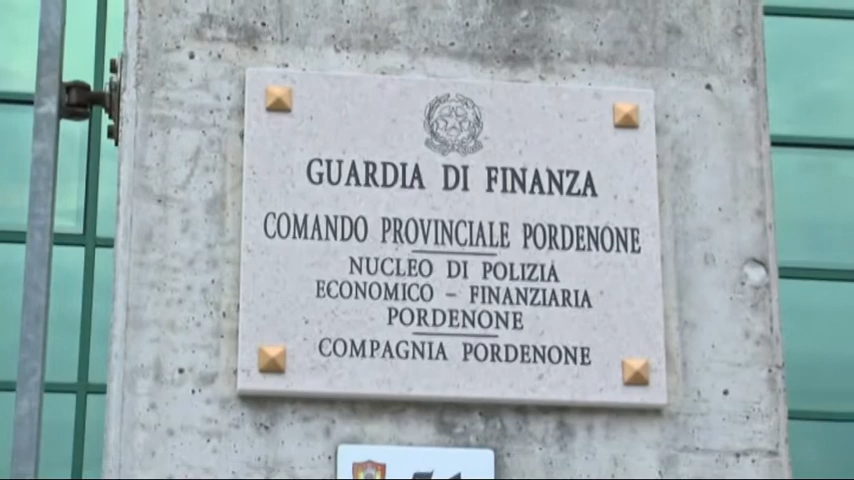 GUARDIA DI FINANZA
COMANDO PROVINCIALE PORDENONE
NUCLEO DI POLIZIA
ECONOMICO - FINANZIARIA
PORDENONE
COMPAGNIA PORDENONE